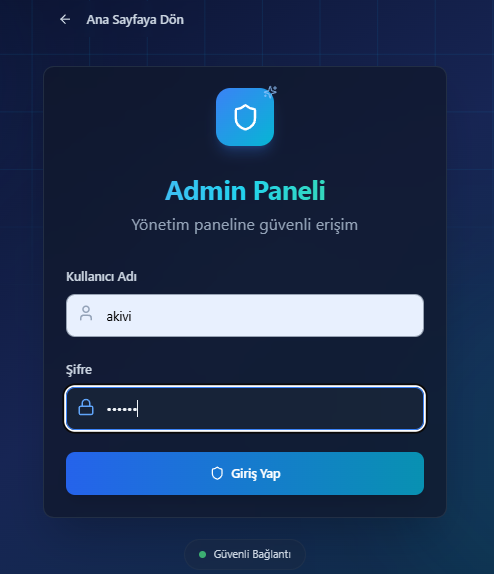 Ana Sayfaya Dön
Admin Paneli
Yönetim paneline güvenli erişim
Kullanıcı Adı
akivi
Şifre
••••••
Giriş Yap
Güvenli Bağlantı